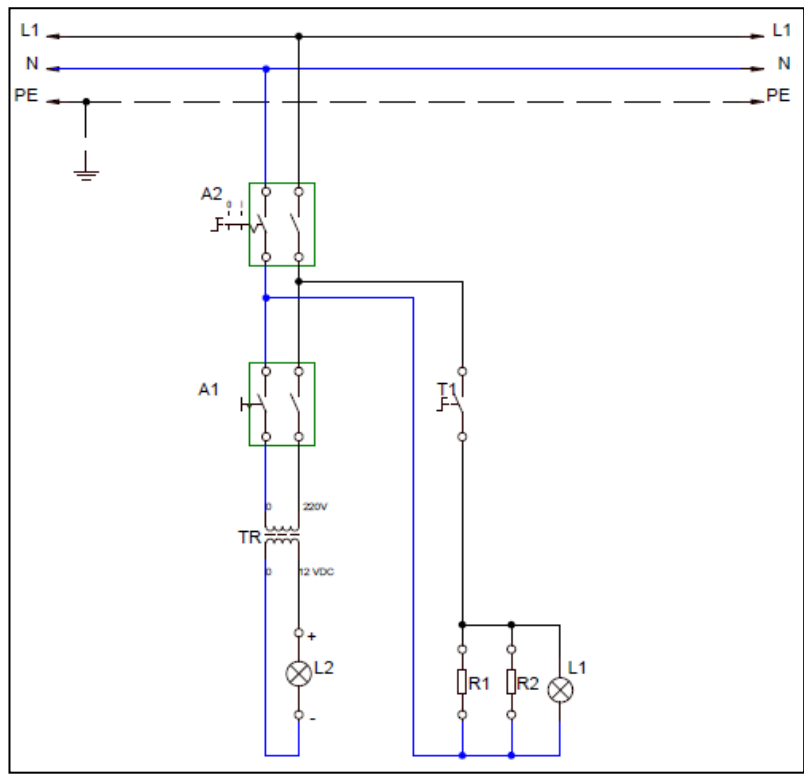 L1 L1
N N
PE PE
A2
0 I
A1
T1
0 220V
TR
0 12 VDC
+
L2
-
R1 R2 L1